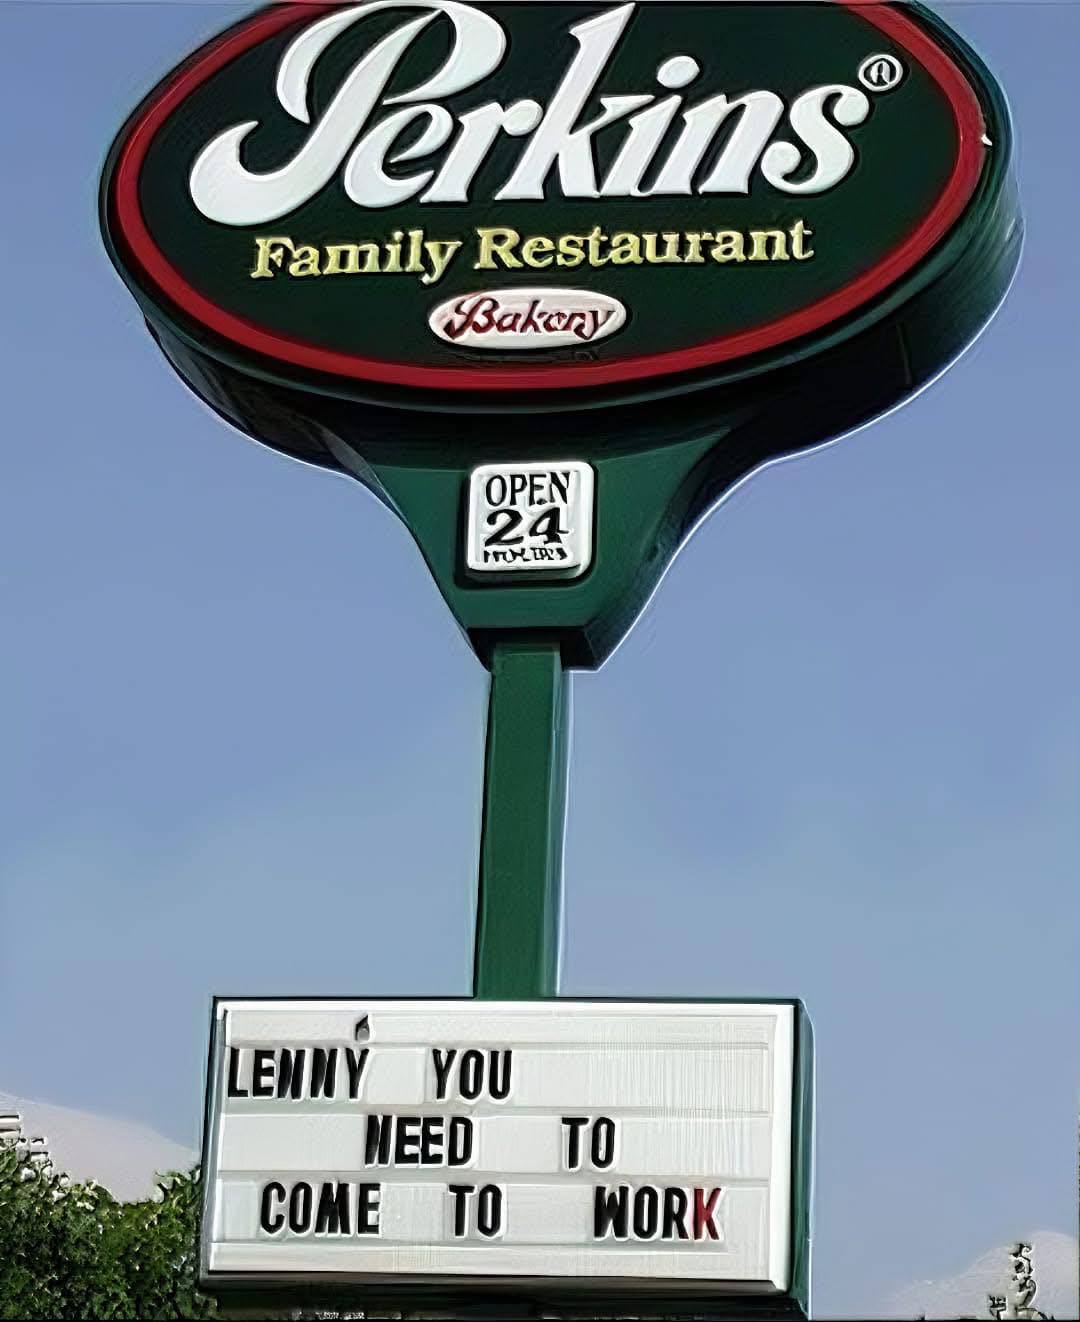 Perkins®
Family Restaurant
Bakery
OPEN
24
LENNY YOU
NEED TO
COME TO WORK